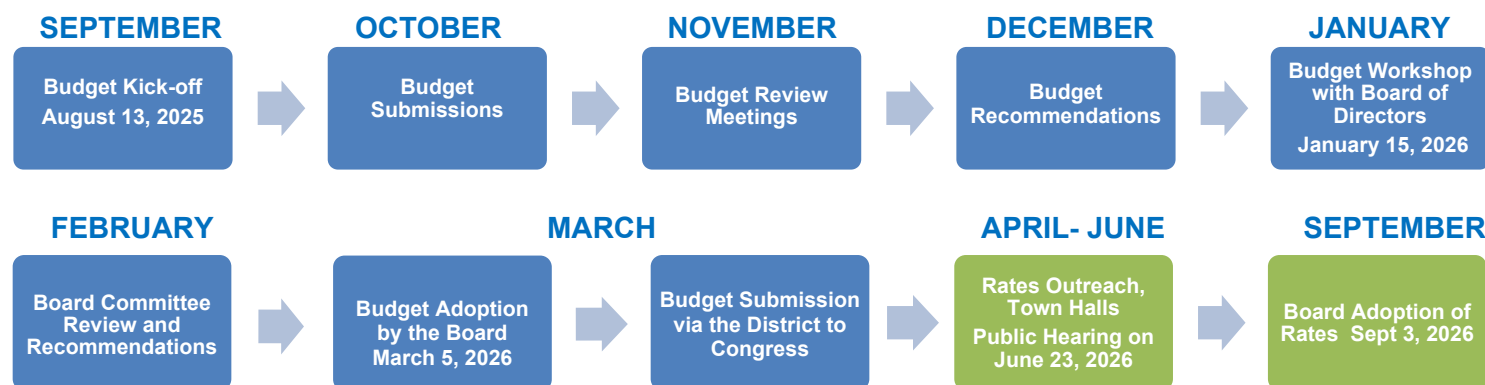 SEPTEMBER
Budget Kick-off
August 13, 2025
OCTOBER
Budget
Submissions
NOVEMBER
Budget Review
Meetings
DECEMBER
Budget
Recommendations
JANUARY
Budget Workshop
with Board of
Directors
January 15, 2026
FEBRUARY
Board Committee
Review and
Recommendations
MARCH
Budget Adoption
by the Board
March 5, 2026
Budget Submission
via the District to
Congress
APRIL- JUNE
Rates Outreach,
Town Halls
Public Hearing on
June 23, 2026
SEPTEMBER
Board Adoption of
Rates Sept 3, 2026